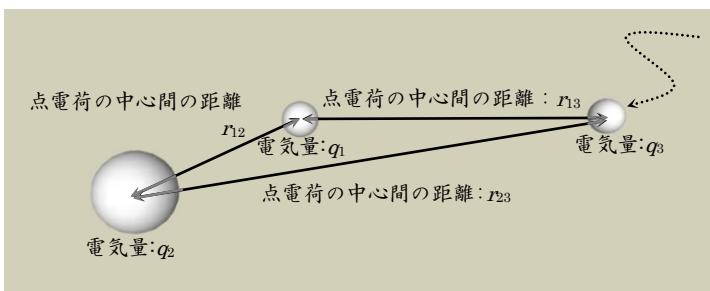 点電荷の中心間の距離
r12
点電荷の中心間の距離：r13
電気量:q1
電気量:q3
点電荷の中心間の距離:r23
電気量:q2